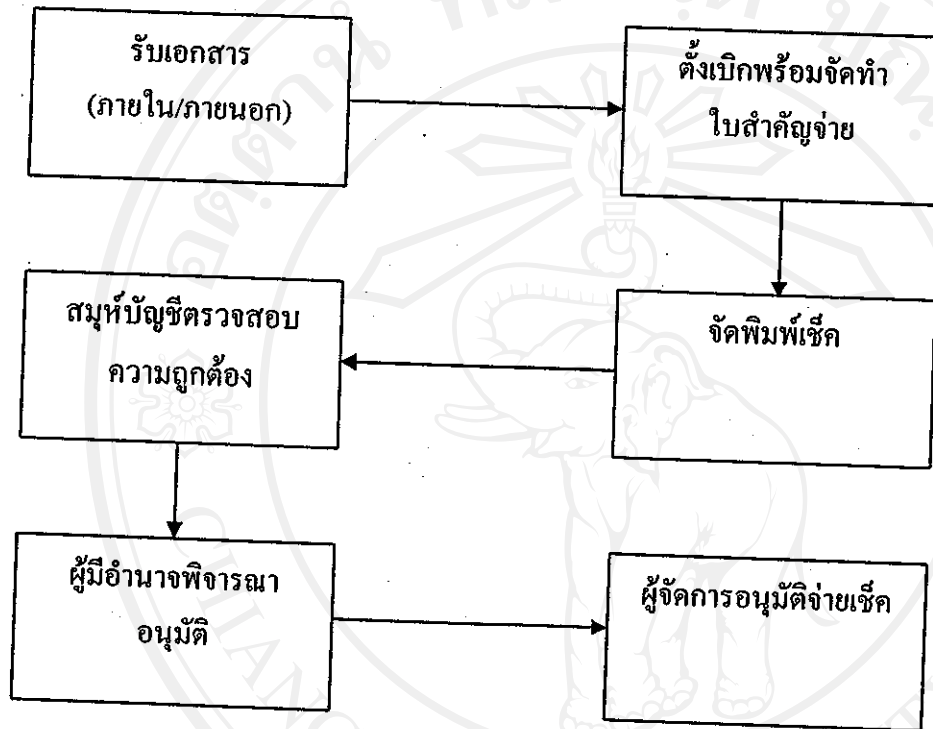 รับเอกสาร
(ภายใน/ภายนอก)
ตั้งเบิกพร้อมจัดทำ
ใบสำคัญจ่าย
จัดพิมพ์เช็ค
สมุห์บัญชีตรวจสอบ
ความถูกต้อง
ผู้มีอำนาจพิจารณา
อนุมัติ
ผู้จัดการอนุมัติจ่ายเช็ค